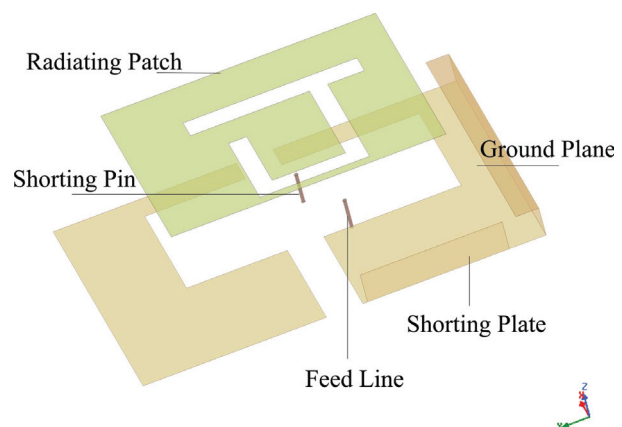 Radiating Patch
Ground Plane
Shorting Pin
Shorting Plate
Feed Line
Z